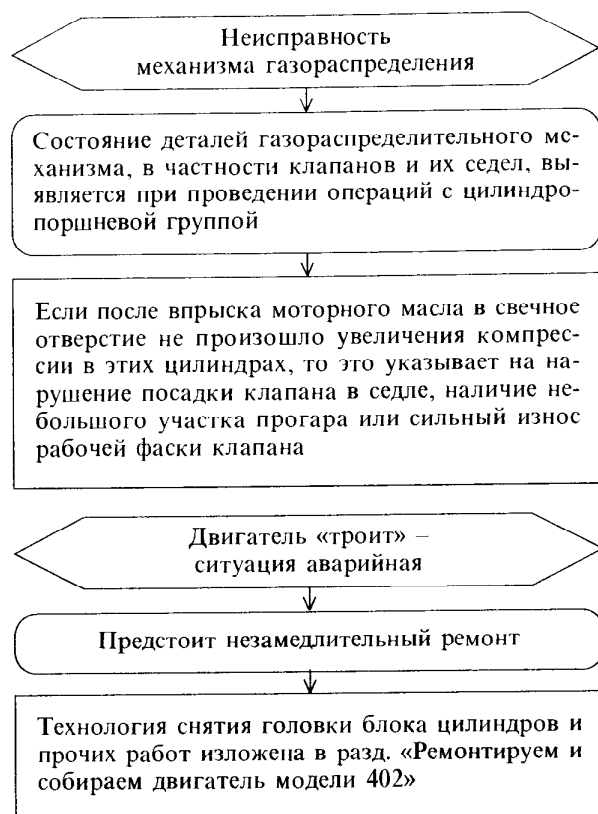 Неисправность
механизма газораспределения
Состояние деталей газораспределительного ме-
ханизма, в частности клапанов и их седел, вы-
является при проведении операций с цилиндро-
поршневой группой
Если после впрыска моторного масла в свечное
отверстие не произошло увеличения компрес-
сии в этих цилиндрах, то это указывает на на-
рушение посадки клапана в седле, наличие не-
большого участка прогара или сильный износ
рабочей фаски клапана
Двигатель «троит» –
ситуация аварийная
Предстоит незамедлительный ремонт
Технология снятия головки блока цилиндров и
прочих работ изложена в разд. «Ремонтируем и
собираем двигатель модели 402»